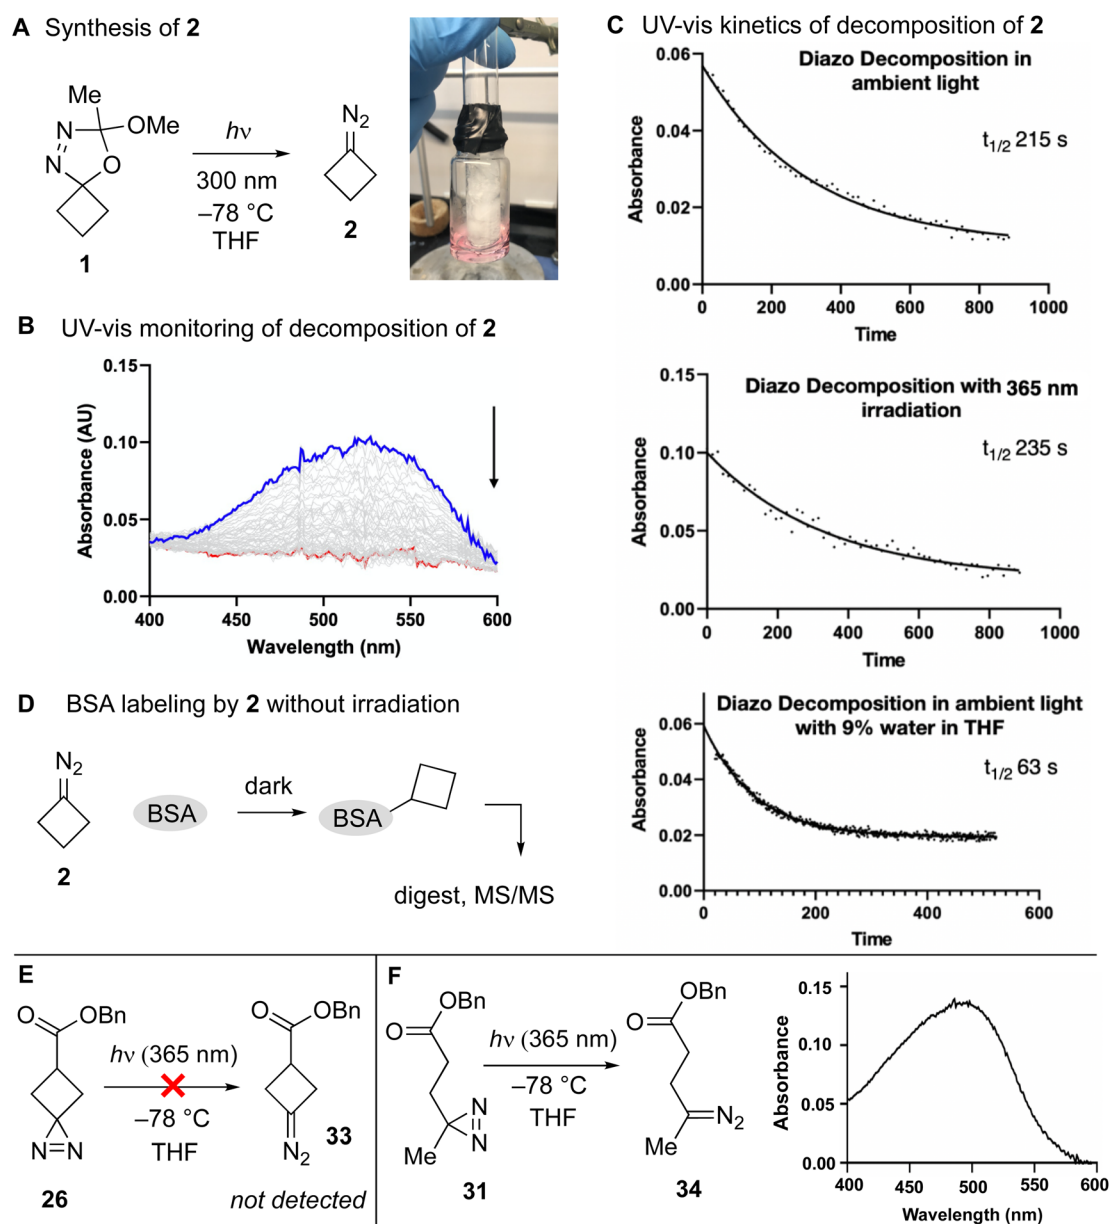 A Synthesis of 2
Me
N
N
OMe
O
1
hν
300 nm
–78 °C
THF
N2
2
B UV-vis monitoring of decomposition of 2
0.15
0.10
0.05
0.00
Absorbance (AU)
400 450 500 550 600
Wavelength (nm)
C UV-vis kinetics of decomposition of 2
Diazo Decomposition in
ambient light
t1/2 215 s
0.06
0.04
0.02
0.00
Absorbance
0 200 400 600 800 1000
Time
Diazo Decomposition with 365 nm
irradiation
t1/2 235 s
0.15
0.10
0.05
0.00
Absorbance
0 200 400 600 800 1000
Time
Diazo Decomposition in ambient light
with 9% water in THF
t1/2 63 s
0.06
0.04
0.02
0.00
Absorbance
0 200 400 600
Time
D BSA labeling by 2 without irradiation
N2
2
BSA
dark
BSA
digest, MS/MS
E
O
OBn
N=N
26
hν (365 nm)
–78 °C
THF
O
OBn
N2
33
not detected
F
OBn
O
N
N
Me
31
hν (365 nm)
–78 °C
THF
OBn
O
N2
Me
34
0.15
0.10
0.05
0.00
Absorbance
400 450 500 550 600
Wavelength (nm)